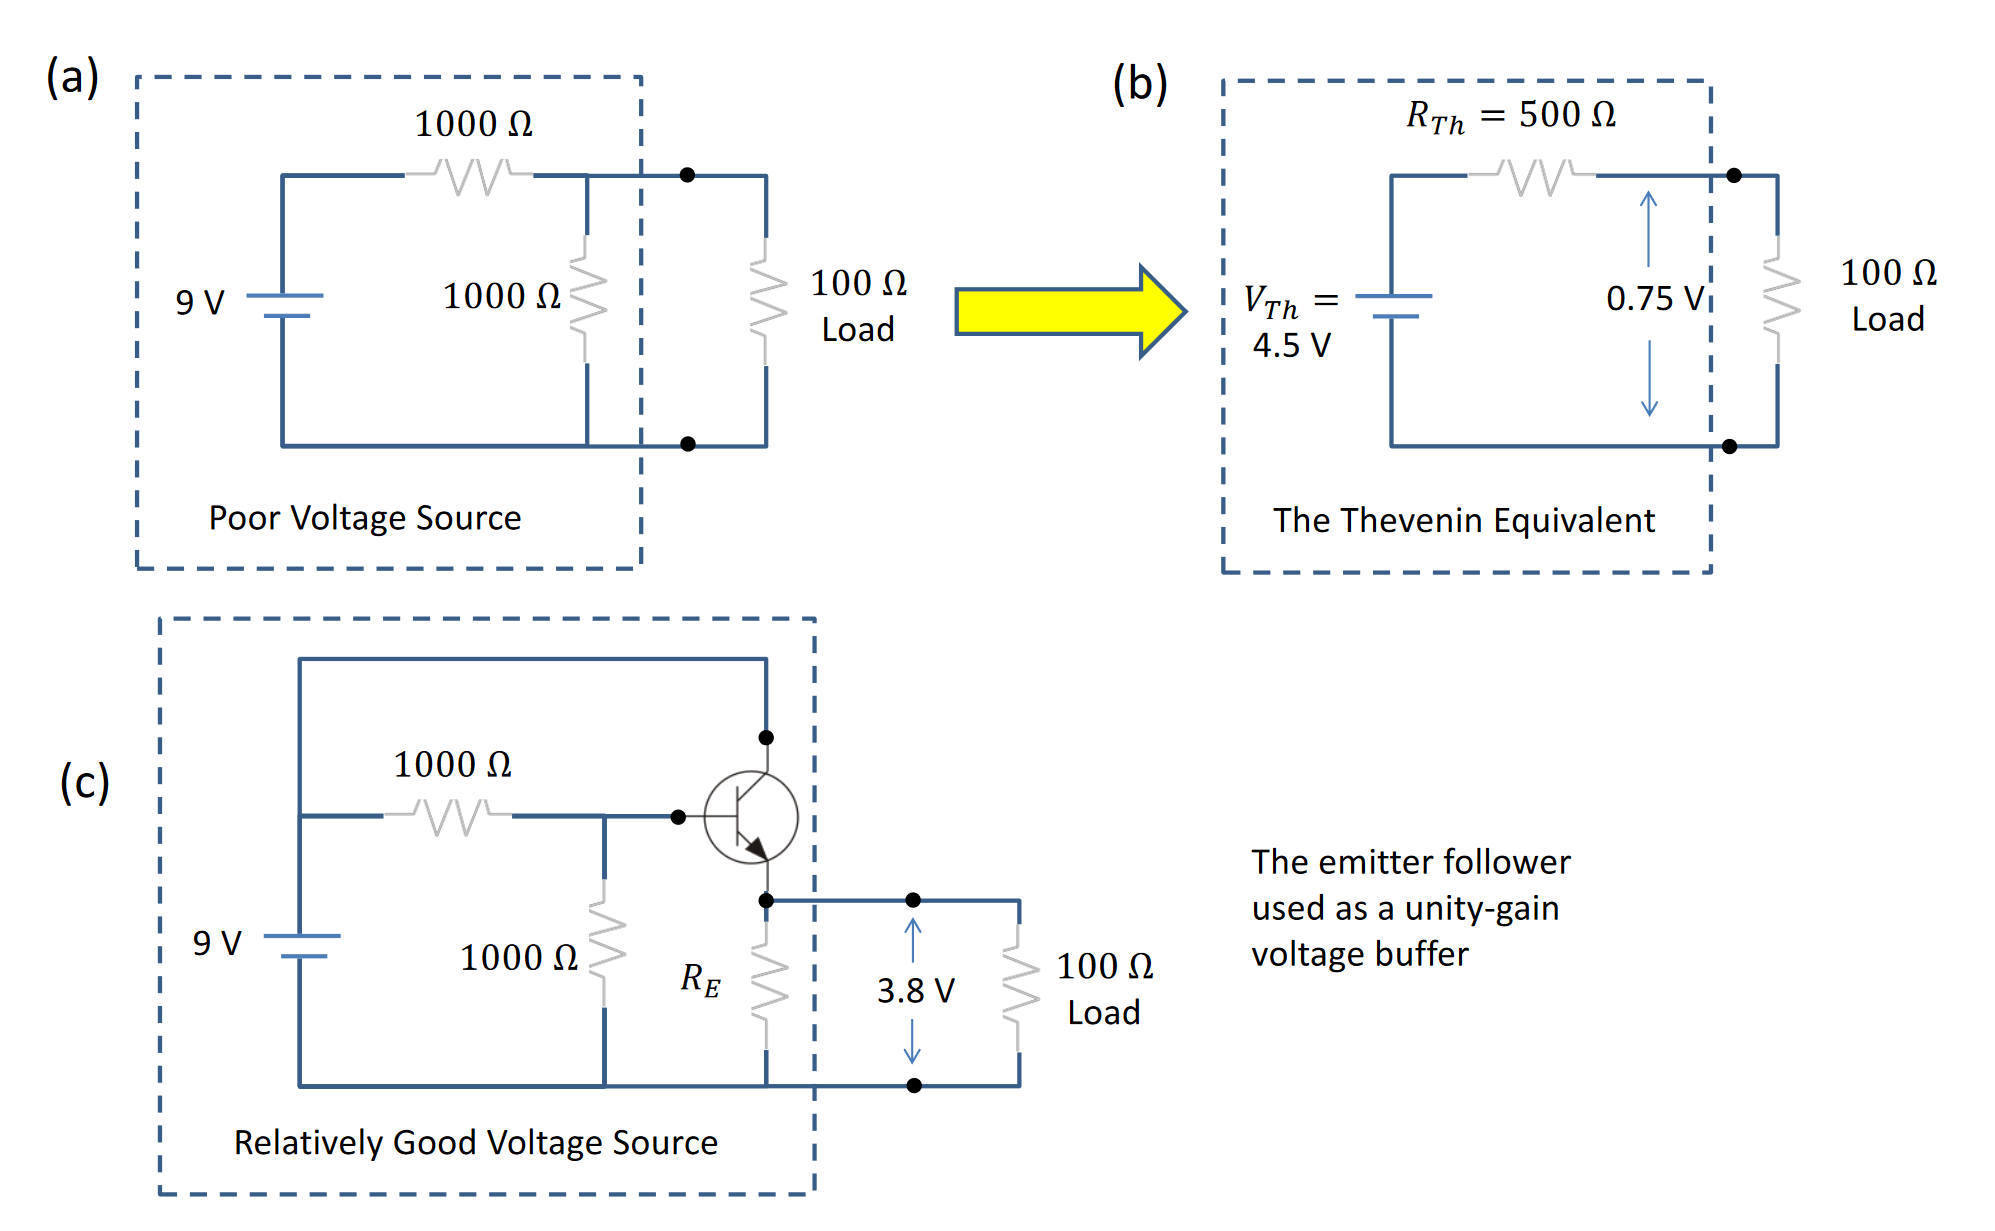 (a)
1000 Ω
9 V
1000 Ω
100 Ω
Load
Poor Voltage Source
(b)
R_{Th} = 500 Ω
V_{Th} =
4.5 V
0.75 V
100 Ω
Load
The Thevenin Equivalent
(c)
1000 Ω
9 V
1000 Ω
R_E
3.8 V
100 Ω
Load
Relatively Good Voltage Source
The emitter follower
used as a unity-gain
voltage buffer